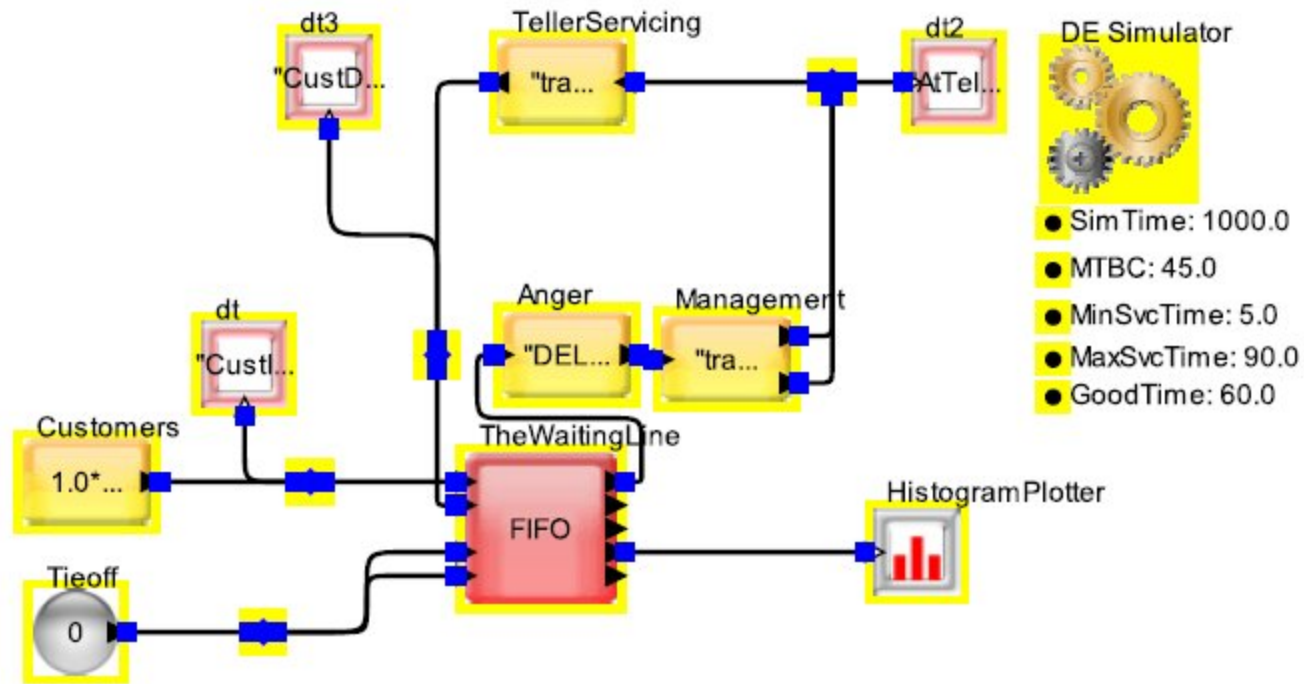 dt3
"CustD...
TellerServicing
"tra...
dt2
AtTel...
DE Simulator
SimTime: 1000.0
MTBC: 45.0
MinSvcTime: 5.0
MaxSvcTime: 90.0
GoodTime: 60.0
dt
"CustI...
Anger
"DEL...
Management
"tra...
Customers
1.0*...
TheWaitingLine
FIFO
HistogramPlotter
Tieoff
0